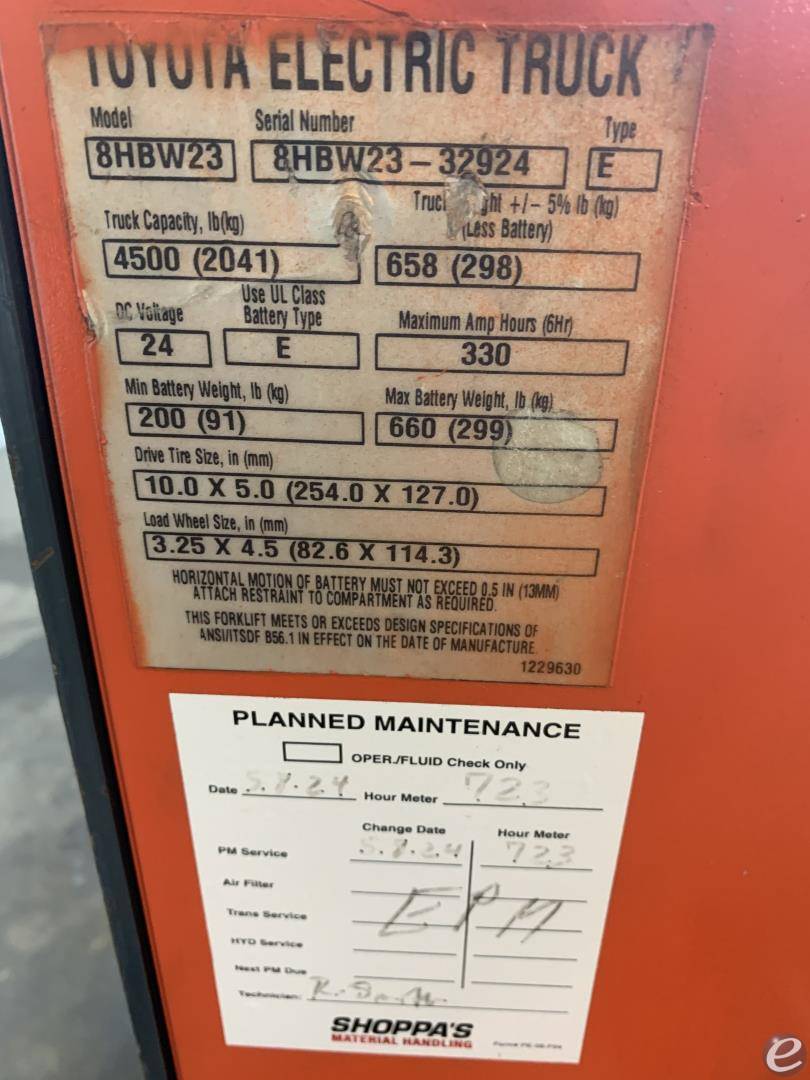 TOYOTA ELECTRIC TRUCK
Model Serial Number Type
8HBW23 8HBW23-32924 E
Truck Capacity, lb(kg) +/- 5% lb (kg)
(Less Battery)
4500 (2041) 658 (298)
DC Voltage Use UL Class Battery Type Maximum Amp Hours (6Hr)
24 E 330
Min Battery Weight, lb (kg) Max Battery Weight, lb (kg)
200 (91) 660 (299)
Drive Tire Size, in (mm)
10.0 X 5.0 (254.0 X 127.0)
Load Wheel Size, in (mm)
3.25 X 4.5 (82.6 X 114.3)
HORIZONTAL MOTION OF BATTERY MUST NOT EXCEED 0.5 IN (13MM)
ATTACH RESTRAINT TO COMPARTMENT AS REQUIRED.
THIS FORKLIFT MEETS OR EXCEEDS DESIGN SPECIFICATIONS OF
ANSI/ITSDF B56.1 IN EFFECT ON THE DATE OF MANUFACTURE.
1229630
PLANNED MAINTENANCE
OPER./FLUID Check Only
Date 5.8.24 Hour Meter 723
Change Date Hour Meter
PM Service 5.8.24 723
Air Filter
Trans Service EPM
HYD Service
Next PM Due
Technician: R.
SHOPPA'S
MATERIAL HANDLING
e